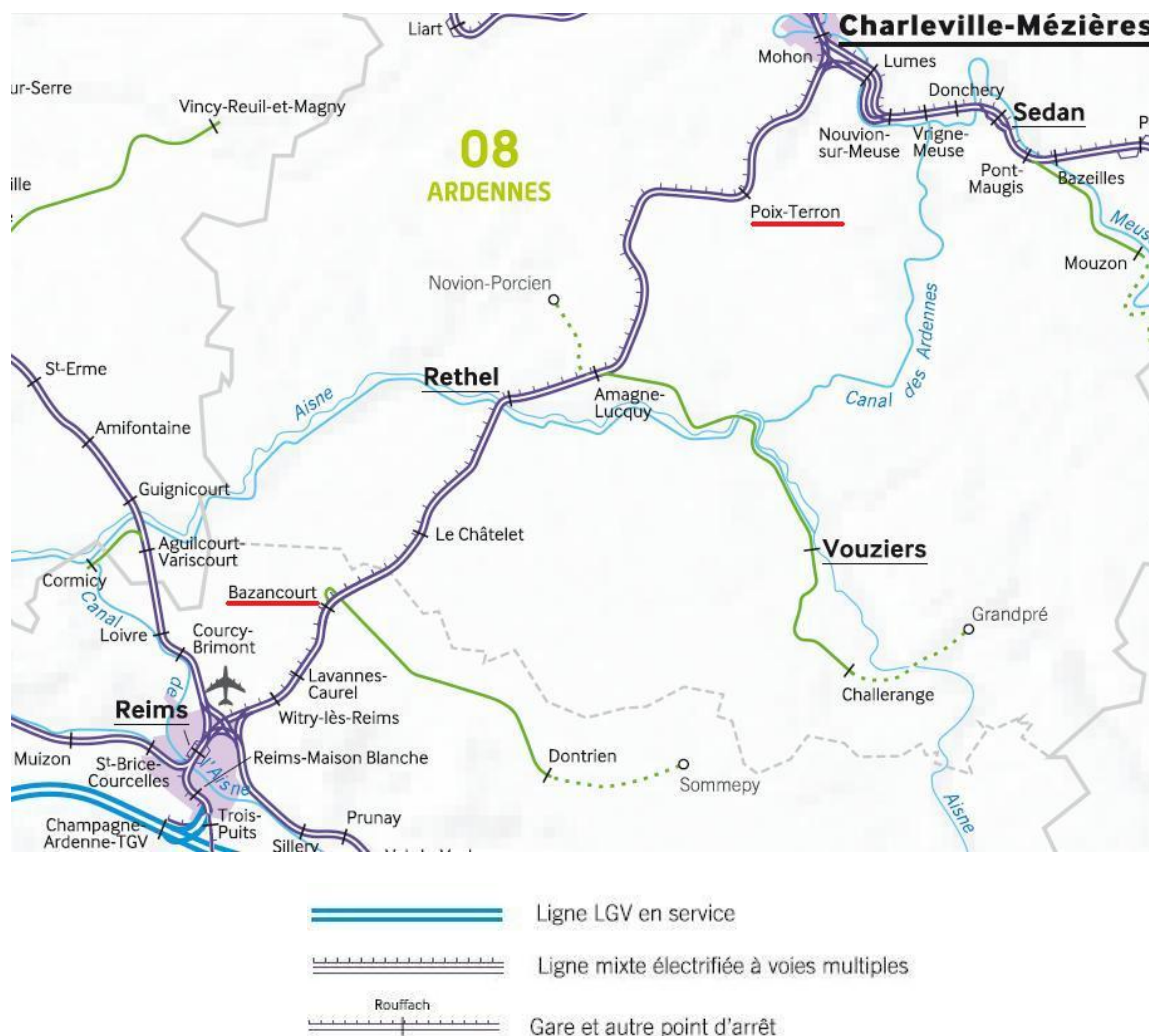 Liart
Charleville-Mézières
Mohon
Lumes
ur-Serre
Vincy-Reuil-et-Magny
Donchery
Sedan
08
ARDENNES
Nouvion-
sur-Meuse
Vrigne-
Meuse
P
Pont-
Maugis
Bazeilles
ille
Poix-Terron
Meuse
Mouzon
Novion-Porcien
St-Erme
Aisne
Rethel
Amagne-
Lucquy
Canal des Ardennes
Amifontaine
Guignicourt
Le Châtelet
Aguilcourt-
Variscourt
Vouziers
Cormicy
Bazancourt
Canal de l'Aisne
Grandpré
Loivre
Courcy-
Brimont
Lavannes-
Caurel
Challerange
Reims
Witry-lès-Reims
Muizon
St-Brice-
Courcelles
Reims-Maison Blanche
Dontrien
Sommepy
Aisne
Champagne-
Ardenne-TGV
Trois-
Puits
Prunay
Sillery
Ligne LGV en service
Ligne mixte électrifiée à voies multiples
Rouffach
Gare et autre point d'arrêt